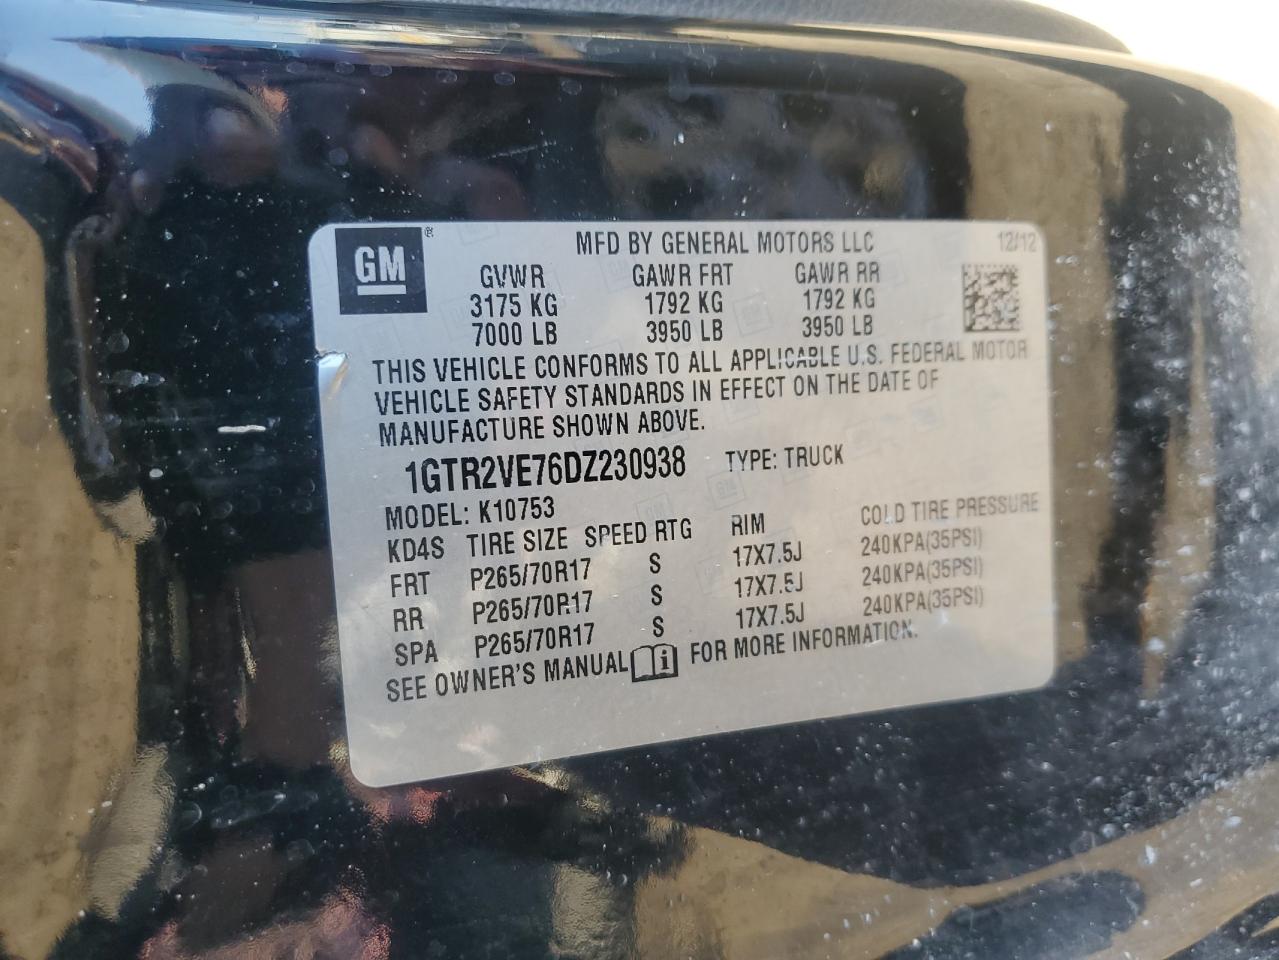 GM® MFD BY GENERAL MOTORS LLC 12/12
GVWR GAWR FRT GAWR RR
3175 KG 1792 KG 1792 KG
7000 LB 3950 LB 3950 LB
THIS VEHICLE CONFORMS TO ALL APPLICABLE U.S. FEDERAL MOTOR
VEHICLE SAFETY STANDARDS IN EFFECT ON THE DATE OF
MANUFACTURE SHOWN ABOVE.
1GTR2VE76DZ230938 TYPE: TRUCK
MODEL: K10753
KD4S TIRE SIZE SPEED RTG RIM COLD TIRE PRESSURE
FRT P265/70R17 S 17X7.5J 240KPA(35PSI)
RR P265/70R17 S 17X7.5J 240KPA(35PSI)
SPA P265/70R17 S 17X7.5J 240KPA(35PSI)
SEE OWNER'S MANUAL i FOR MORE INFORMATION.